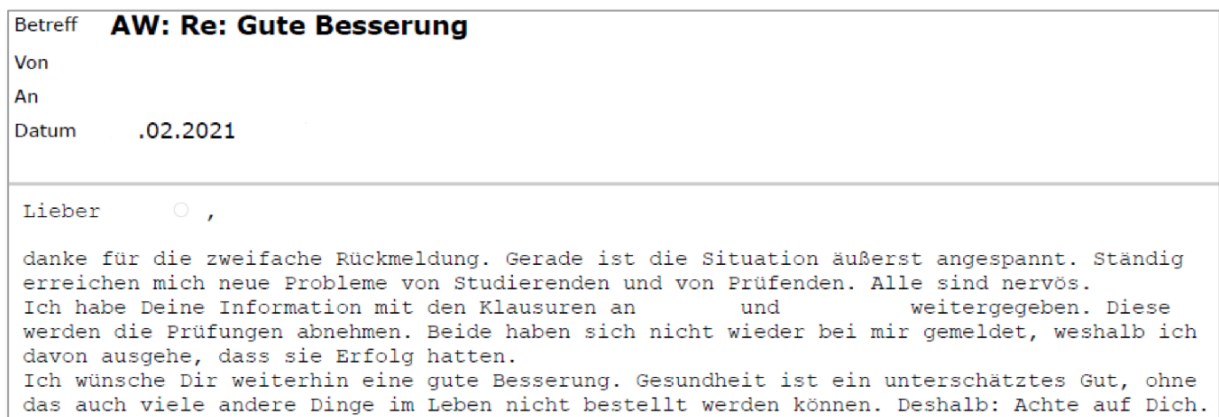 Betreff AW: Re: Gute Besserung
Von
An
Datum .02.2021
Lieber ,
danke für die zweifache Rückmeldung. Gerade ist die Situation äußerst angespannt. Ständig
erreichen mich neue Probleme von Studierenden und von Prüfenden. Alle sind nervös.
Ich habe Deine Information mit den Klausuren an und weitergegeben. Diese
werden die Prüfungen abnehmen. Beide haben sich nicht wieder bei mir gemeldet, weshalb ich
davon ausgehe, dass sie Erfolg hatten.
Ich wünsche Dir weiterhin eine gute Besserung. Gesundheit ist ein unterschätztes Gut, ohne
das auch viele andere Dinge im Leben nicht bestellt werden können. Deshalb: Achte auf Dich.